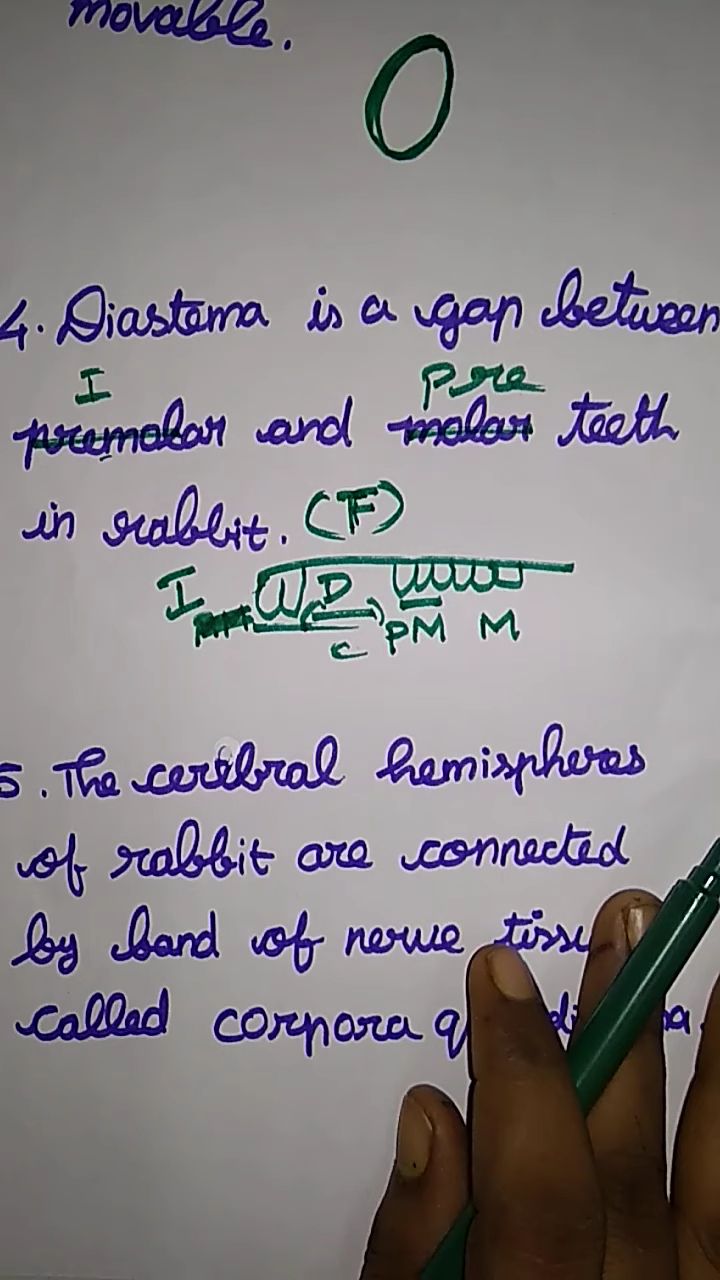 movable.
4. Diastema is a gap between
I pre
premolar and molar teeth
in rabbit. (F)
I D
C PM M
5. The cerebral hemispheres
of rabbit are connected
by band of nerve
called corpora